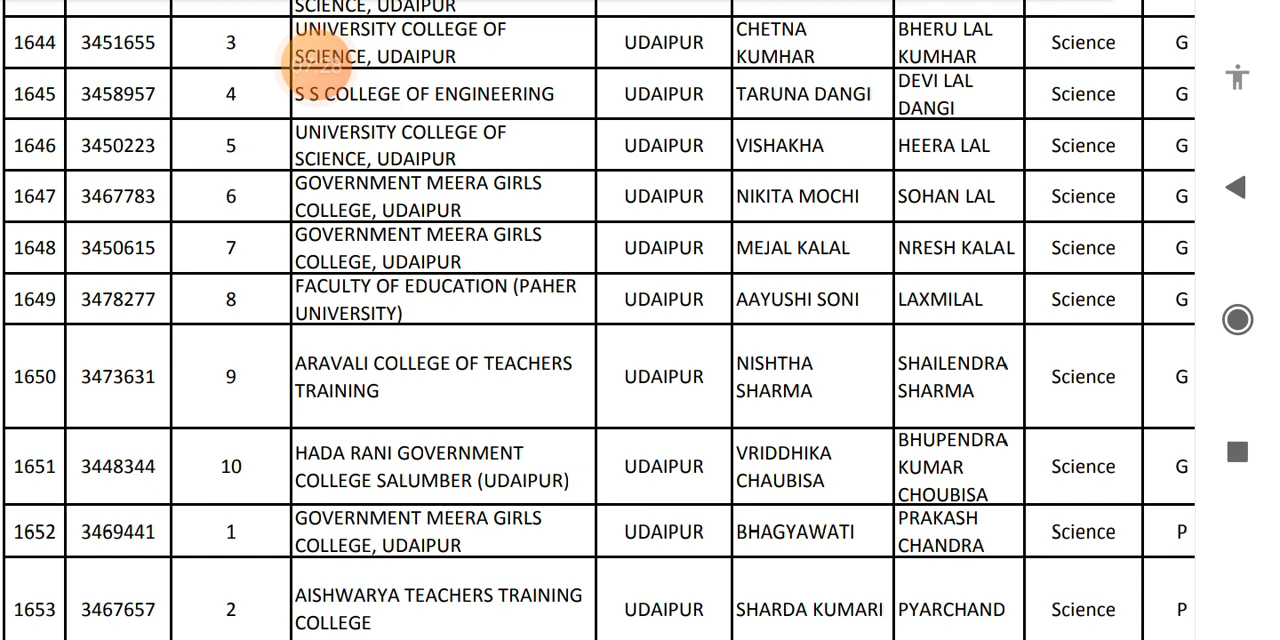 SCIENCE, UDAIPUR
1644 3451655 3 UNIVERSITY COLLEGE OF UDAIPUR CHETNA BHERU LAL Science G
SCIENCE, UDAIPUR KUMHAR KUMHAR
07:28
1645 3458957 4 S S COLLEGE OF ENGINEERING UDAIPUR TARUNA DANGI DEVI LAL Science G
DANGI
1646 3450223 5 UNIVERSITY COLLEGE OF UDAIPUR VISHAKHA HEERA LAL Science G
SCIENCE, UDAIPUR
1647 3467783 6 GOVERNMENT MEERA GIRLS UDAIPUR NIKITA MOCHI SOHAN LAL Science G
COLLEGE, UDAIPUR
1648 3450615 7 GOVERNMENT MEERA GIRLS UDAIPUR MEJAL KALAL NRESH KALAL Science G
COLLEGE, UDAIPUR
1649 3478277 8 FACULTY OF EDUCATION (PAHER UDAIPUR AAYUSHI SONI LAXMILAL Science G
UNIVERSITY)
1650 3473631 9 ARAVALI COLLEGE OF TEACHERS UDAIPUR NISHTHA SHAILENDRA Science G
TRAINING SHARMA SHARMA
1651 3448344 10 HADA RANI GOVERNMENT UDAIPUR VRIDDHIKA BHUPENDRA Science G
COLLEGE SALUMBER (UDAIPUR) CHAUBISA KUMAR
CHOUBISA
1652 3469441 1 GOVERNMENT MEERA GIRLS UDAIPUR BHAGYAWATI PRAKASH Science P
COLLEGE, UDAIPUR CHANDRA
1653 3467657 2 AISHWARYA TEACHERS TRAINING UDAIPUR SHARDA KUMARI PYARCHAND Science P
COLLEGE